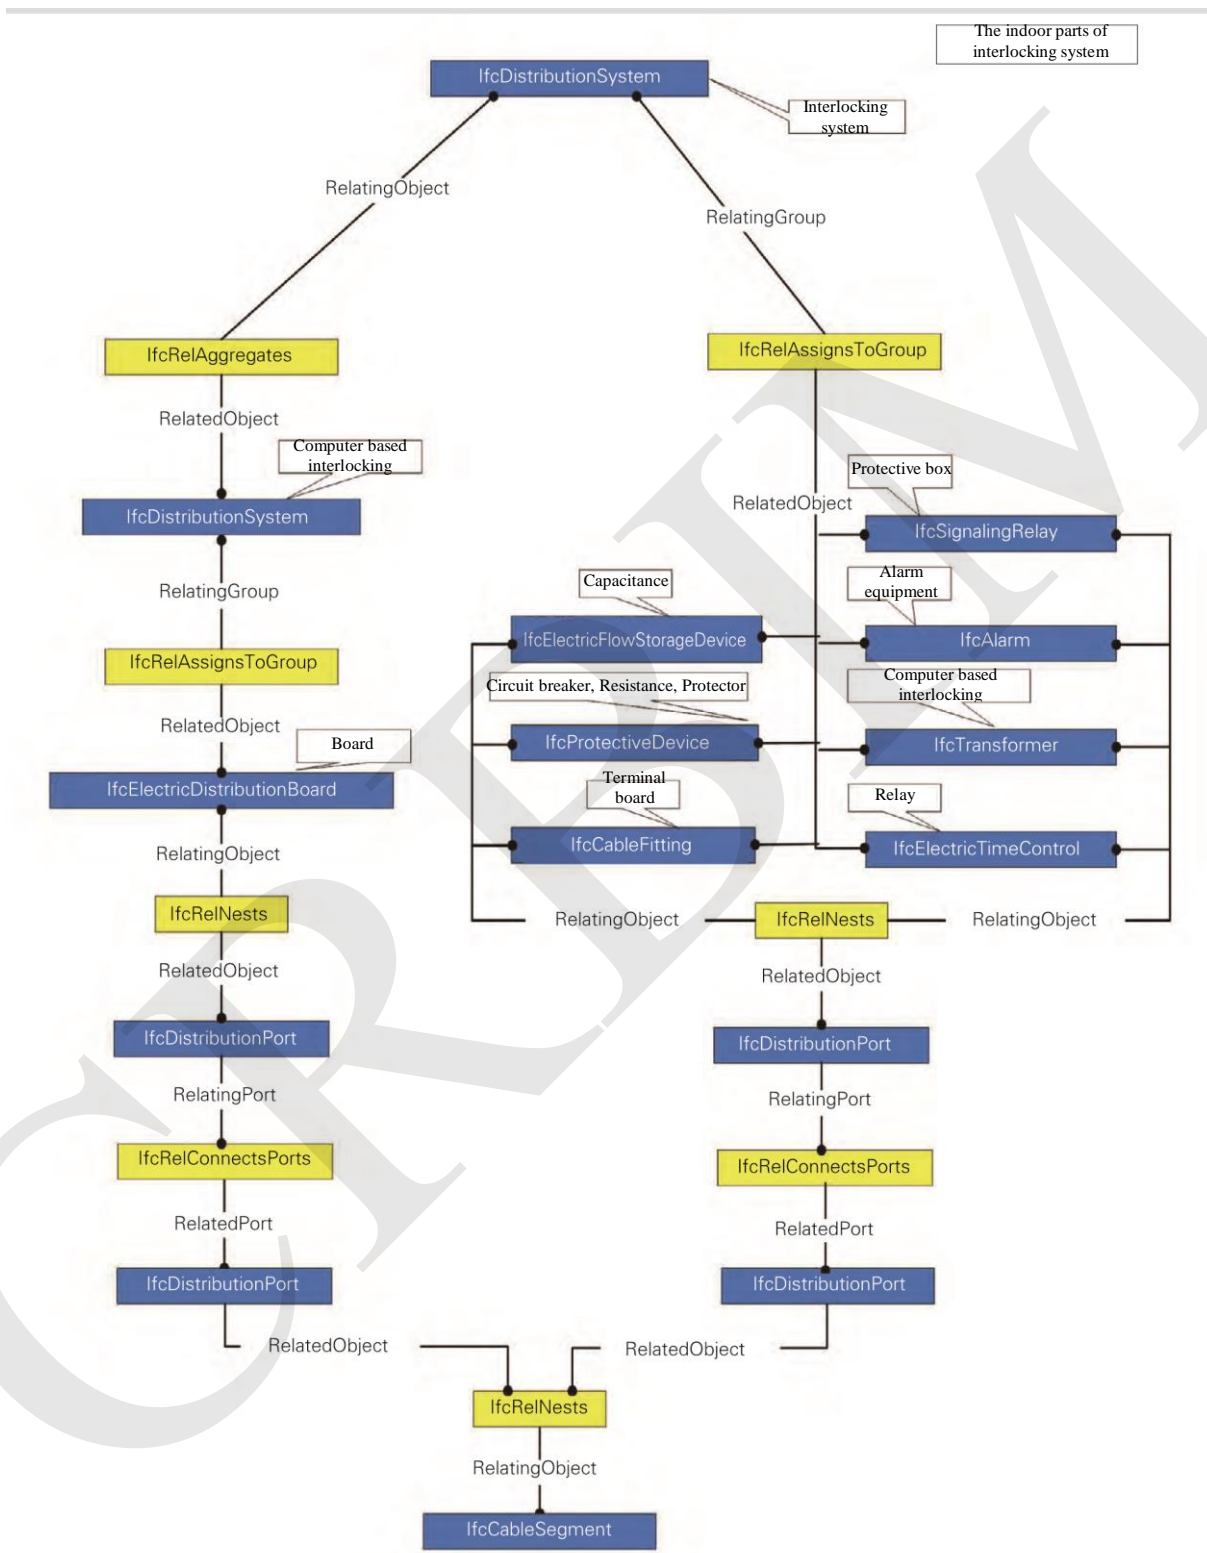 The indoor parts of
interlocking system
IfcDistributionSystem
Interlocking
system
RelatingObject
RelatingGroup
IfcRelAggregates
IfcRelAssignsToGroup
RelatedObject
Computer based
interlocking
IfcDistributionSystem
RelatingGroup
IfcRelAssignsToGroup
RelatedObject
Board
IfcElectricDistributionBoard
RelatingObject
IfcRelNests
RelatedObject
IfcDistributionPort
RelatingPort
IfcRelConnectsPorts
RelatedPort
IfcDistributionPort
RelatedObject
RelatedObject
Protective box
IfcSignalingRelay
Capacitance
IfcElectricFlowStorageDevice
Alarm
equipment
IfcAlarm
Circuit breaker, Resistance, Protector
IfcProtectiveDevice
Computer based
interlocking
IfcTransformer
Terminal
board
IfcCableFitting
Relay
IfcElectricTimeControl
RelatingObject
IfcRelNests
RelatingObject
RelatedObject
IfcDistributionPort
RelatingPort
IfcRelConnectsPorts
RelatedPort
IfcDistributionPort
RelatedObject
IfcRelNests
RelatingObject
IfcCableSegment
CRBIM